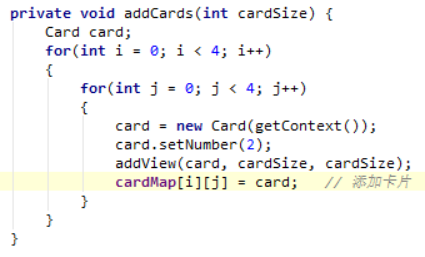 private void addCards(int cardSize) {
    Card card;
    for(int i = 0; i < 4; i++)
    {
        for(int j = 0; j < 4; j++)
        {
            card = new Card(getContext());
            card.setNumber(2);
            addView(card, cardSize, cardSize);
            cardMap[i][j] = card;   // 添加卡片
        }
    }
}